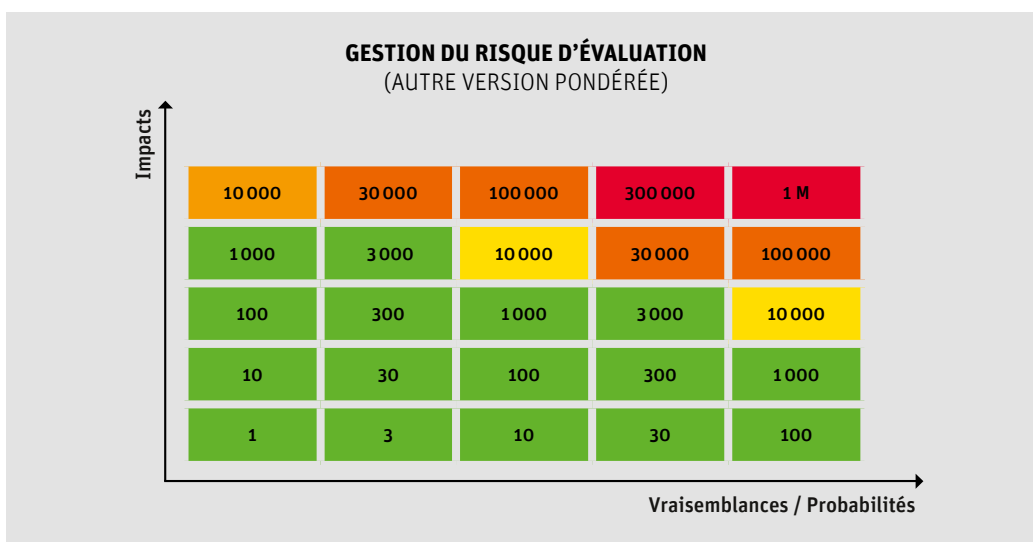 GESTION DU RISQUE D'ÉVALUATION
(AUTRE VERSION PONDÉRÉE)
Impacts
10 000 30 000 100 000 300 000 1 M
1 000 3 000 10 000 30 000 100 000
100 300 1 000 3 000 10 000
10 30 100 300 1 000
1 3 10 30 100
Vraisemblances / Probabilités